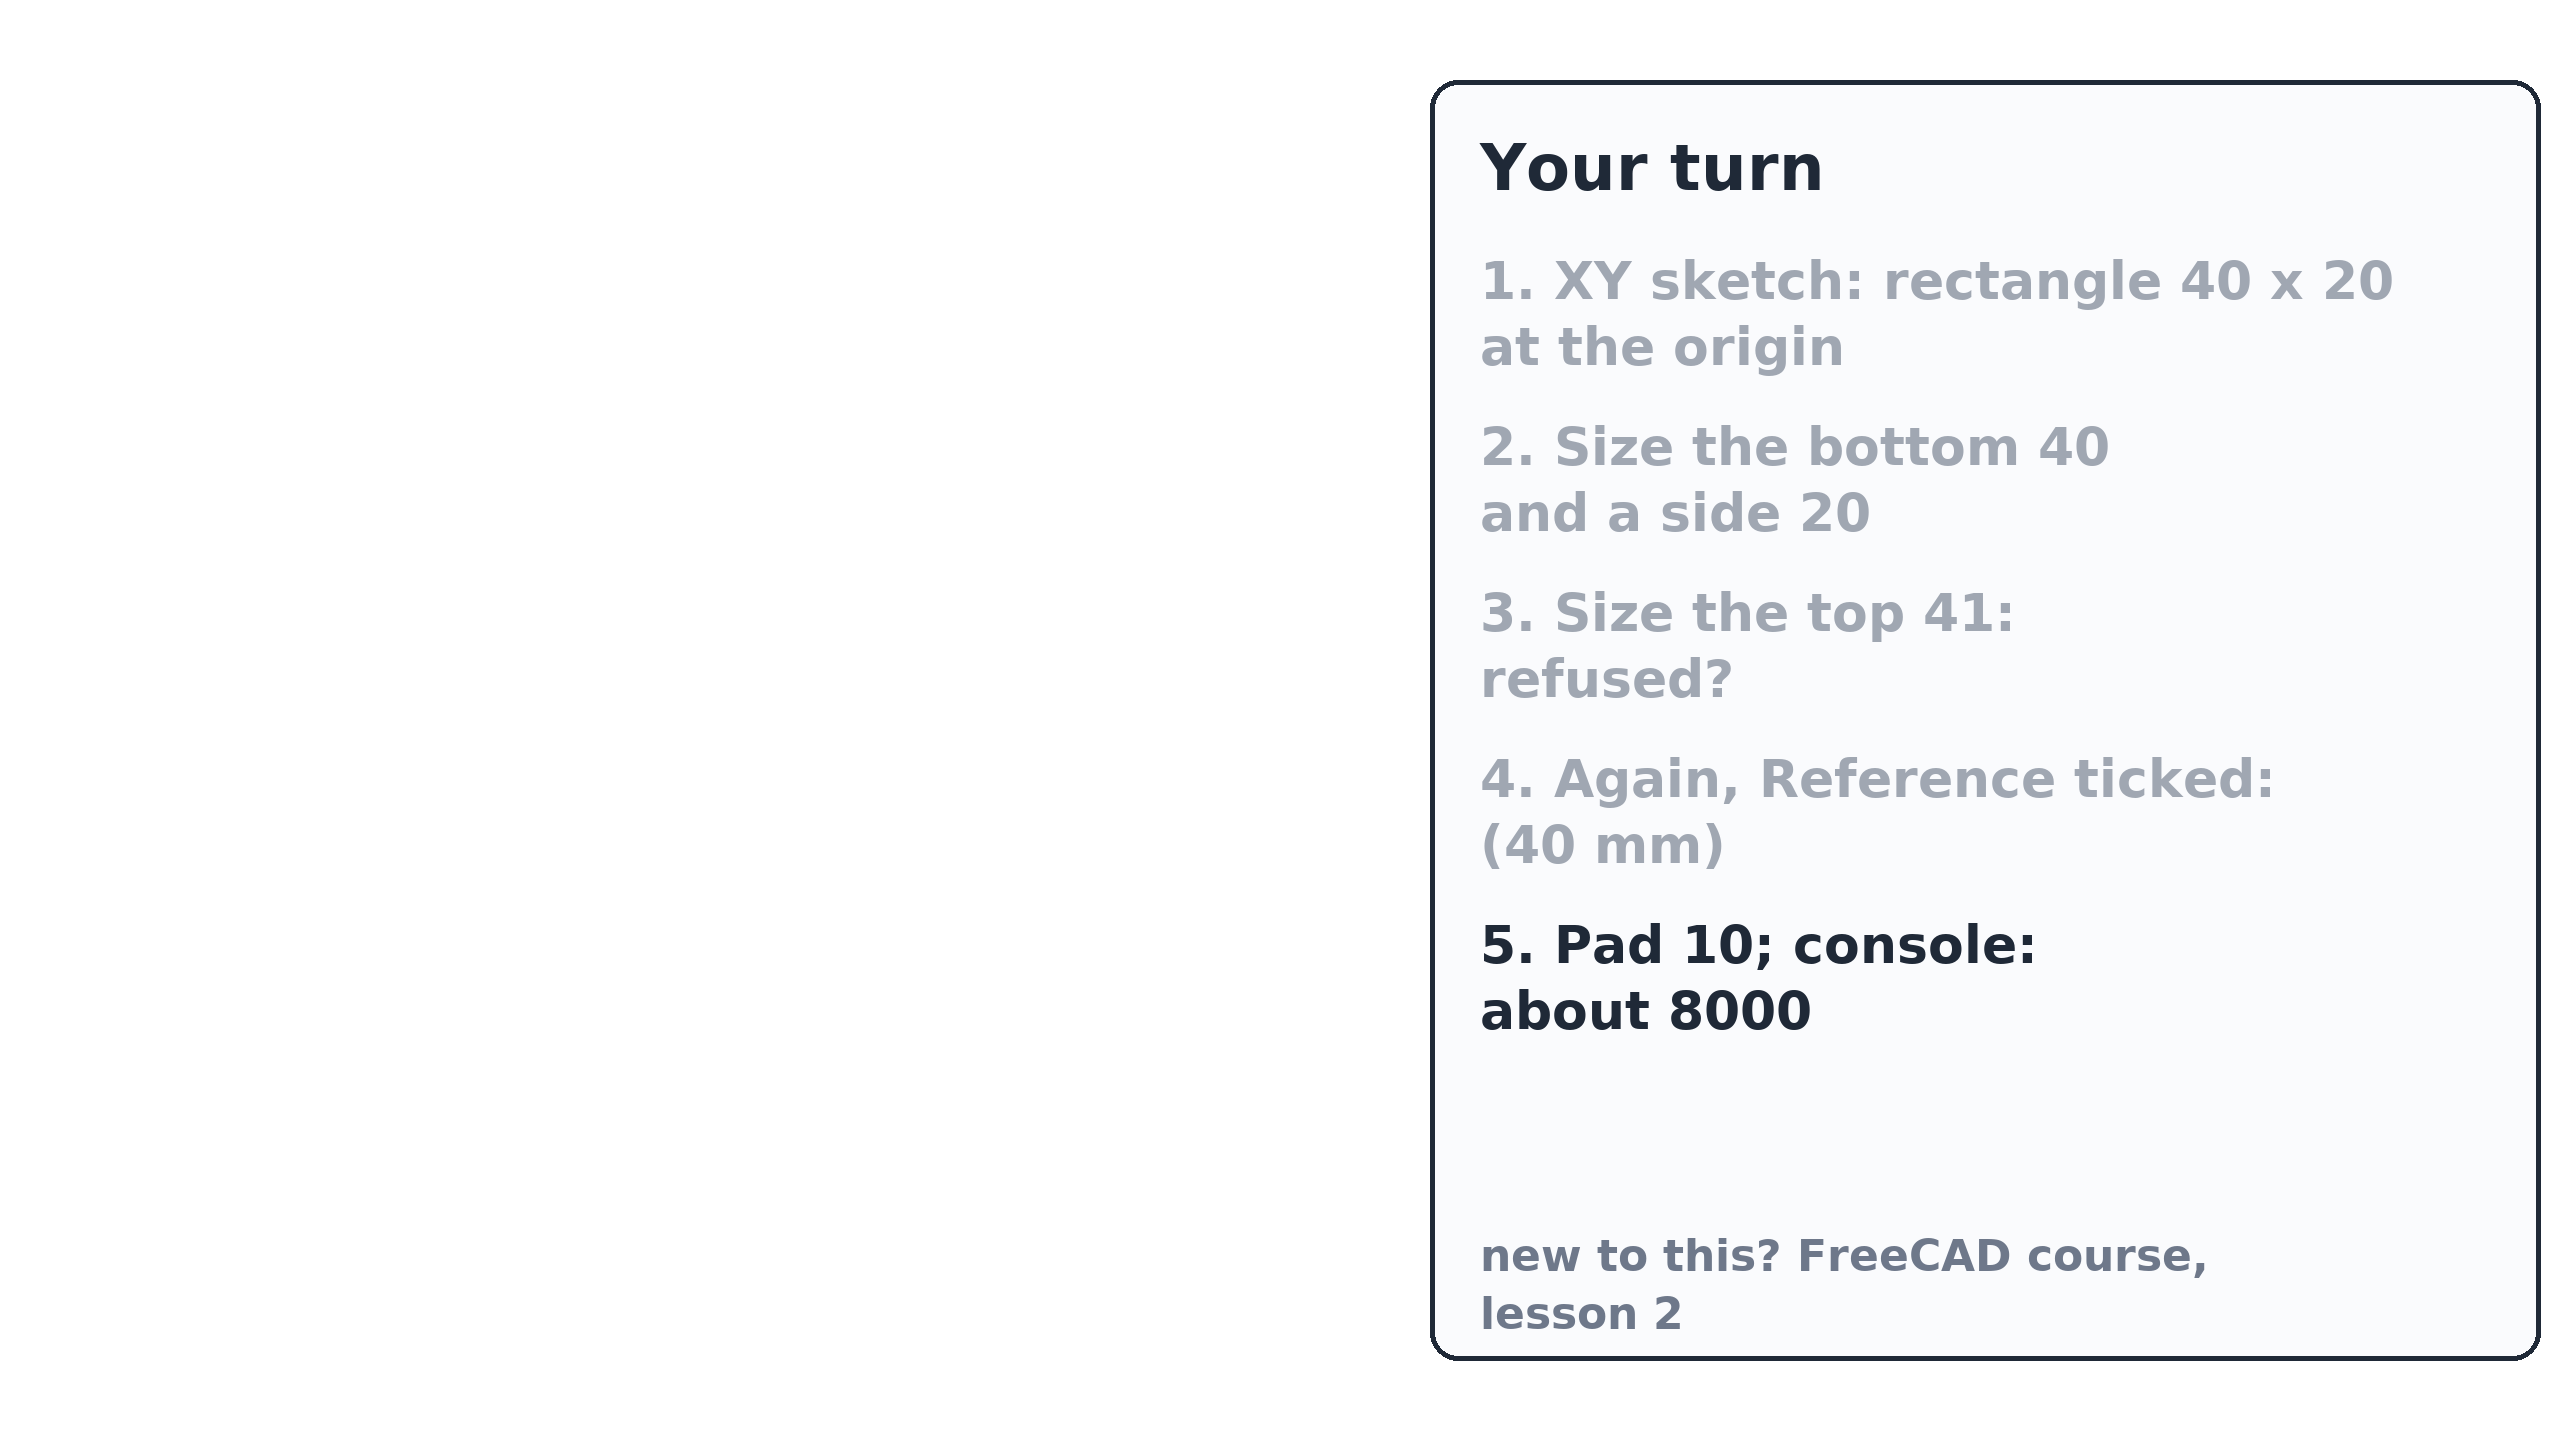 Your turn
1. XY sketch: rectangle 40 x 20
at the origin
2. Size the bottom 40
and a side 20
3. Size the top 41:
refused?
4. Again, Reference ticked:
(40 mm)
5. Pad 10; console:
about 8000
new to this? FreeCAD course,
lesson 2